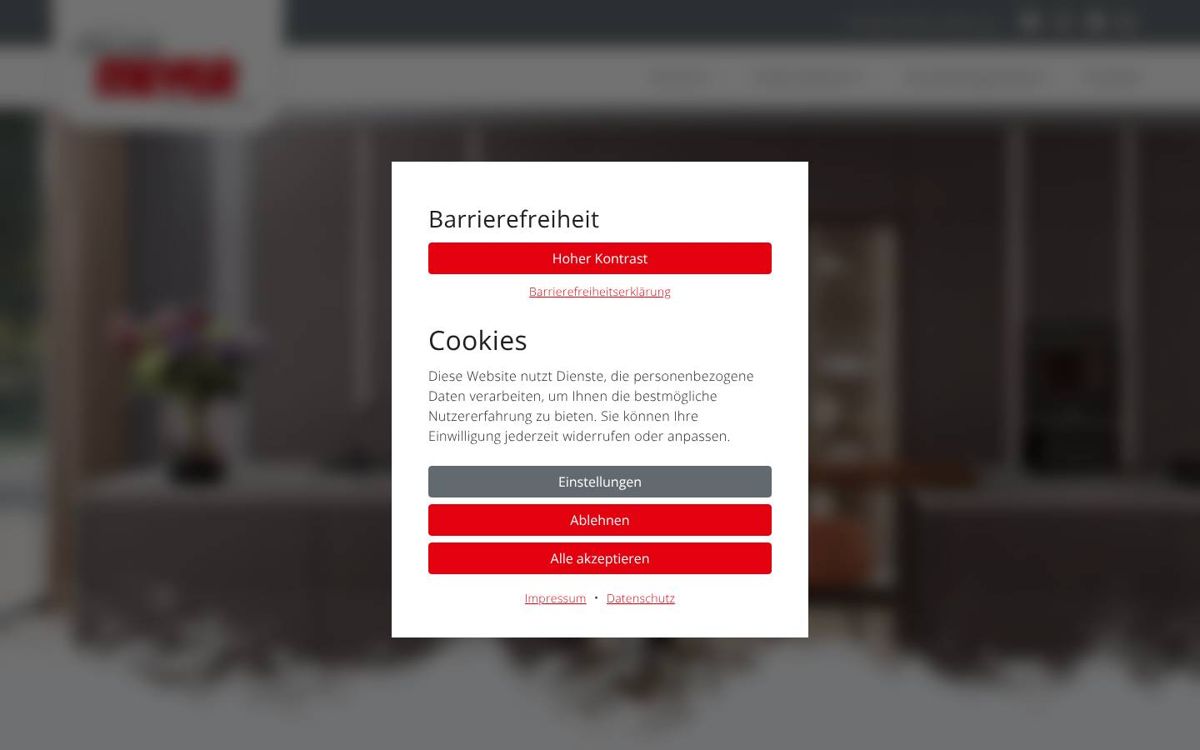 Barrierefreiheit
Hoher Kontrast
Barrierefreiheitserklärung
Cookies
Diese Website nutzt Dienste, die personenbezogene
Daten verarbeiten, um Ihnen die bestmögliche
Nutzererfahrung zu bieten. Sie können Ihre
Einwilligung jederzeit widerrufen oder anpassen.
Einstellungen
Ablehnen
Alle akzeptieren
Impressum • Datenschutz